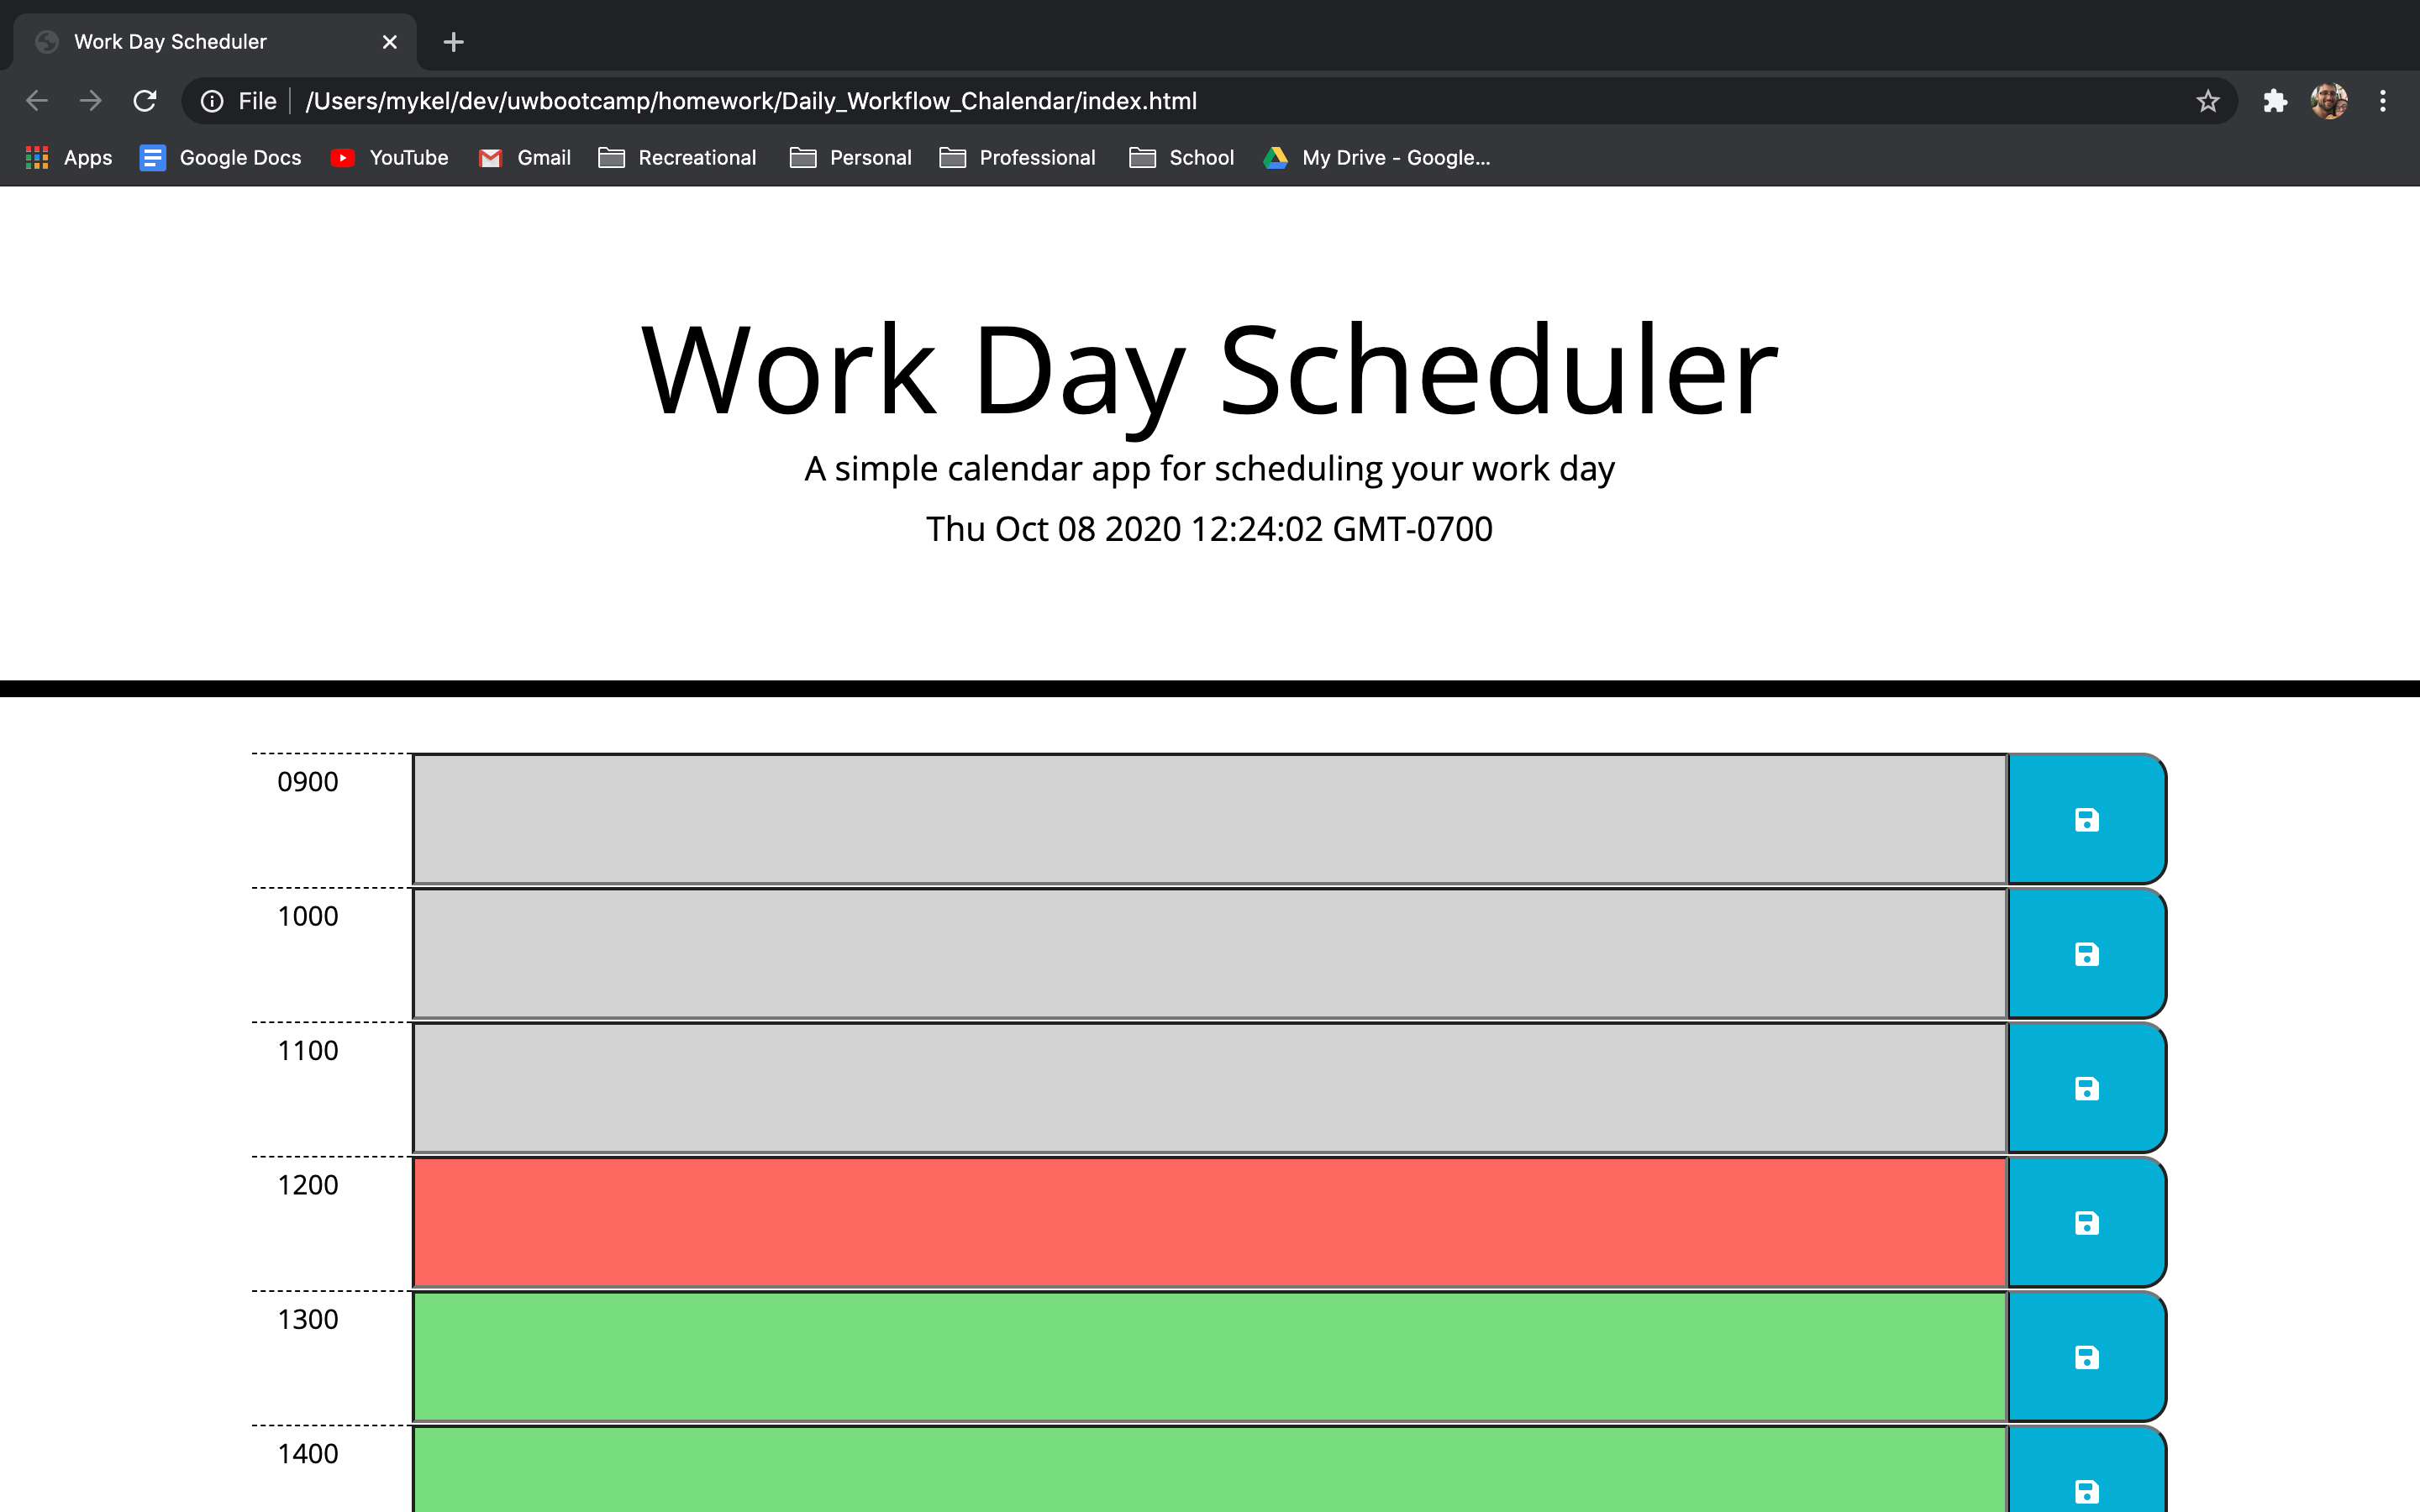 Work Day Scheduler
File /Users/mykel/dev/uwbootcamp/homework/Daily_Workflow_Chalendar/index.html
Apps Google Docs YouTube Gmail Recreational Personal Professional School My Drive - Google...
Work Day Scheduler
A simple calendar app for scheduling your work day
Thu Oct 08 2020 12:24:02 GMT-0700
0900
1000
1100
1200
1300
1400